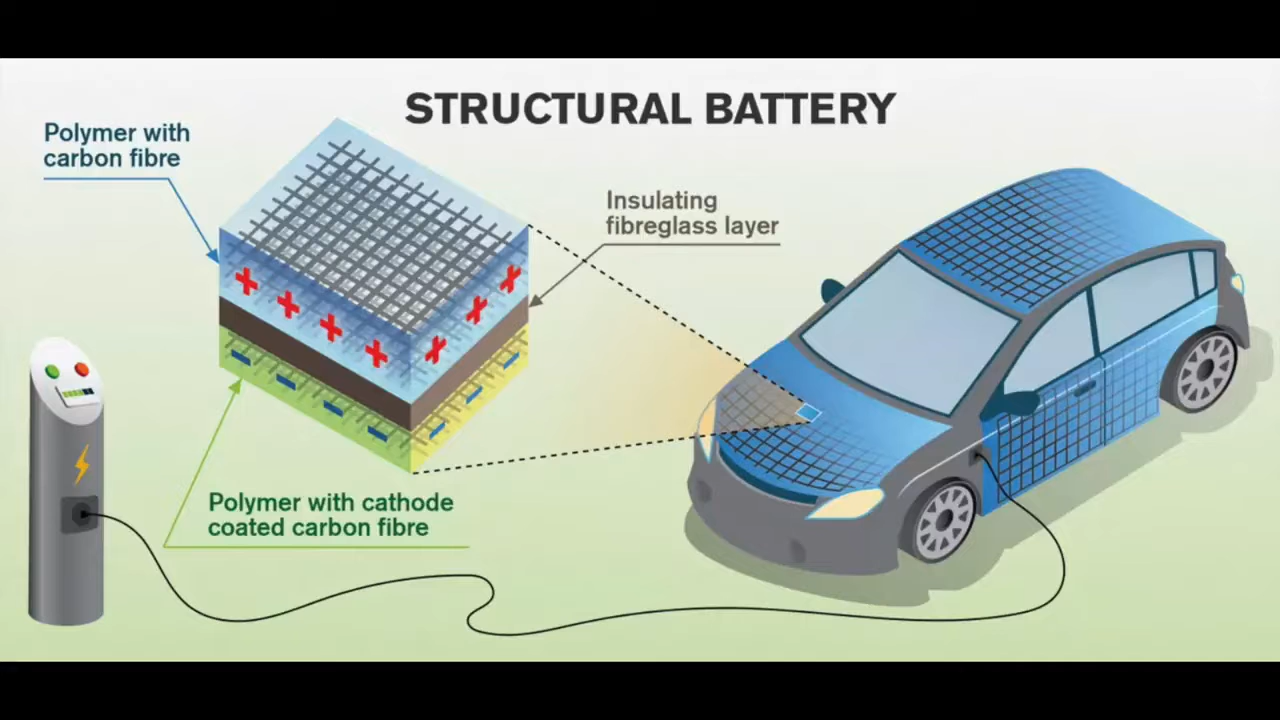 STRUCTURAL BATTERY
Polymer with
carbon fibre
Insulating
fibreglass layer
Polymer with cathode
coated carbon fibre